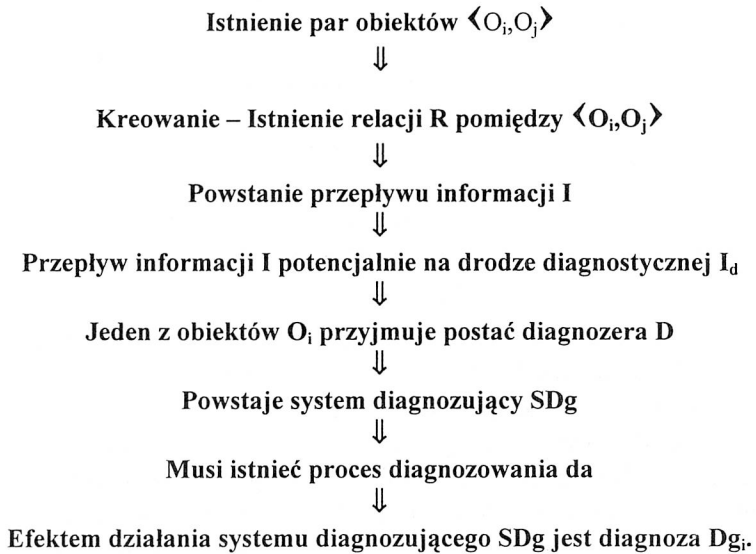 Istnienie par obiektów ⟨Oᵢ,Oⱼ⟩
⇓
Kreowanie – Istnienie relacji R pomiędzy ⟨Oᵢ,Oⱼ⟩
⇓
Powstanie przepływu informacji I
⇓
Przepływ informacji I potencjalnie na drodze diagnostycznej I_d
⇓
Jeden z obiektów Oᵢ przyjmuje postać diagnozera D
⇓
Powstaje system diagnozujący SDg
⇓
Musi istnieć proces diagnozowania da
⇓
Efektem działania systemu diagnozującego SDg jest diagnoza Dgᵢ.